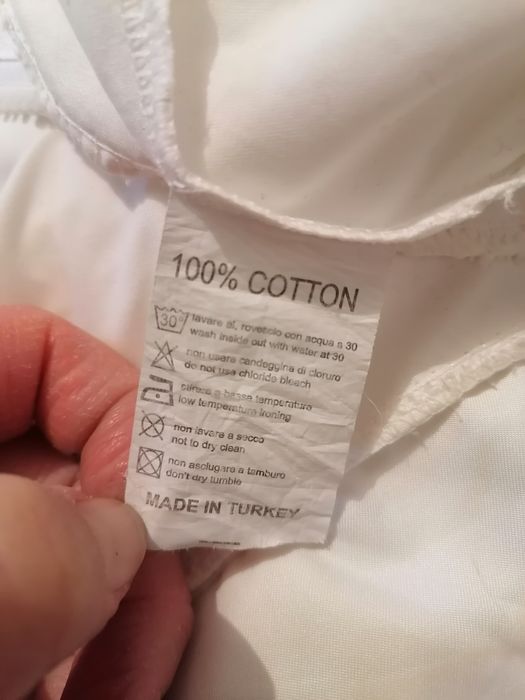 100% COTTON
30°
lavare al rovescio con acqua a 30
wash inside out with water at 30
non usare candeggina di cloruro
do not use chloride bleach
stirare a bassa temperatura
low temperature ironing
non lavare a secco
not to dry clean
non asciugare a tamburo
don't dry tumble
MADE IN TURKEY